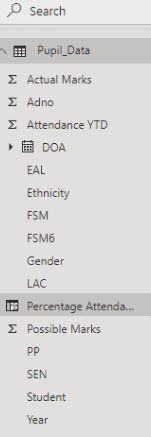 Search
Pupil_Data
Actual Marks
Adno
Attendance YTD
DOA
EAL
Ethnicity
FSM
FSM6
Gender
LAC
Percentage Attenda...
Possible Marks
PP
SEN
Student
Year